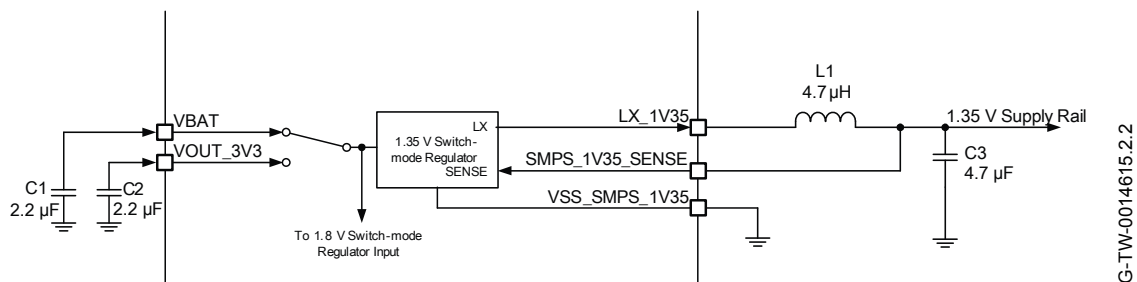 L1
4.7 µH
LX_1V35
1.35 V Supply Rail
VBAT
LX
1.35 V Switch-
mode Regulator
SENSE
SMPS_1V35_SENSE
VOUT_3V3
C3
4.7 µF
C1
2.2 µF
C2
2.2 µF
VSS_SMPS_1V35
To 1.8 V Switch-mode
Regulator Input
G-TW-0014615.2.2